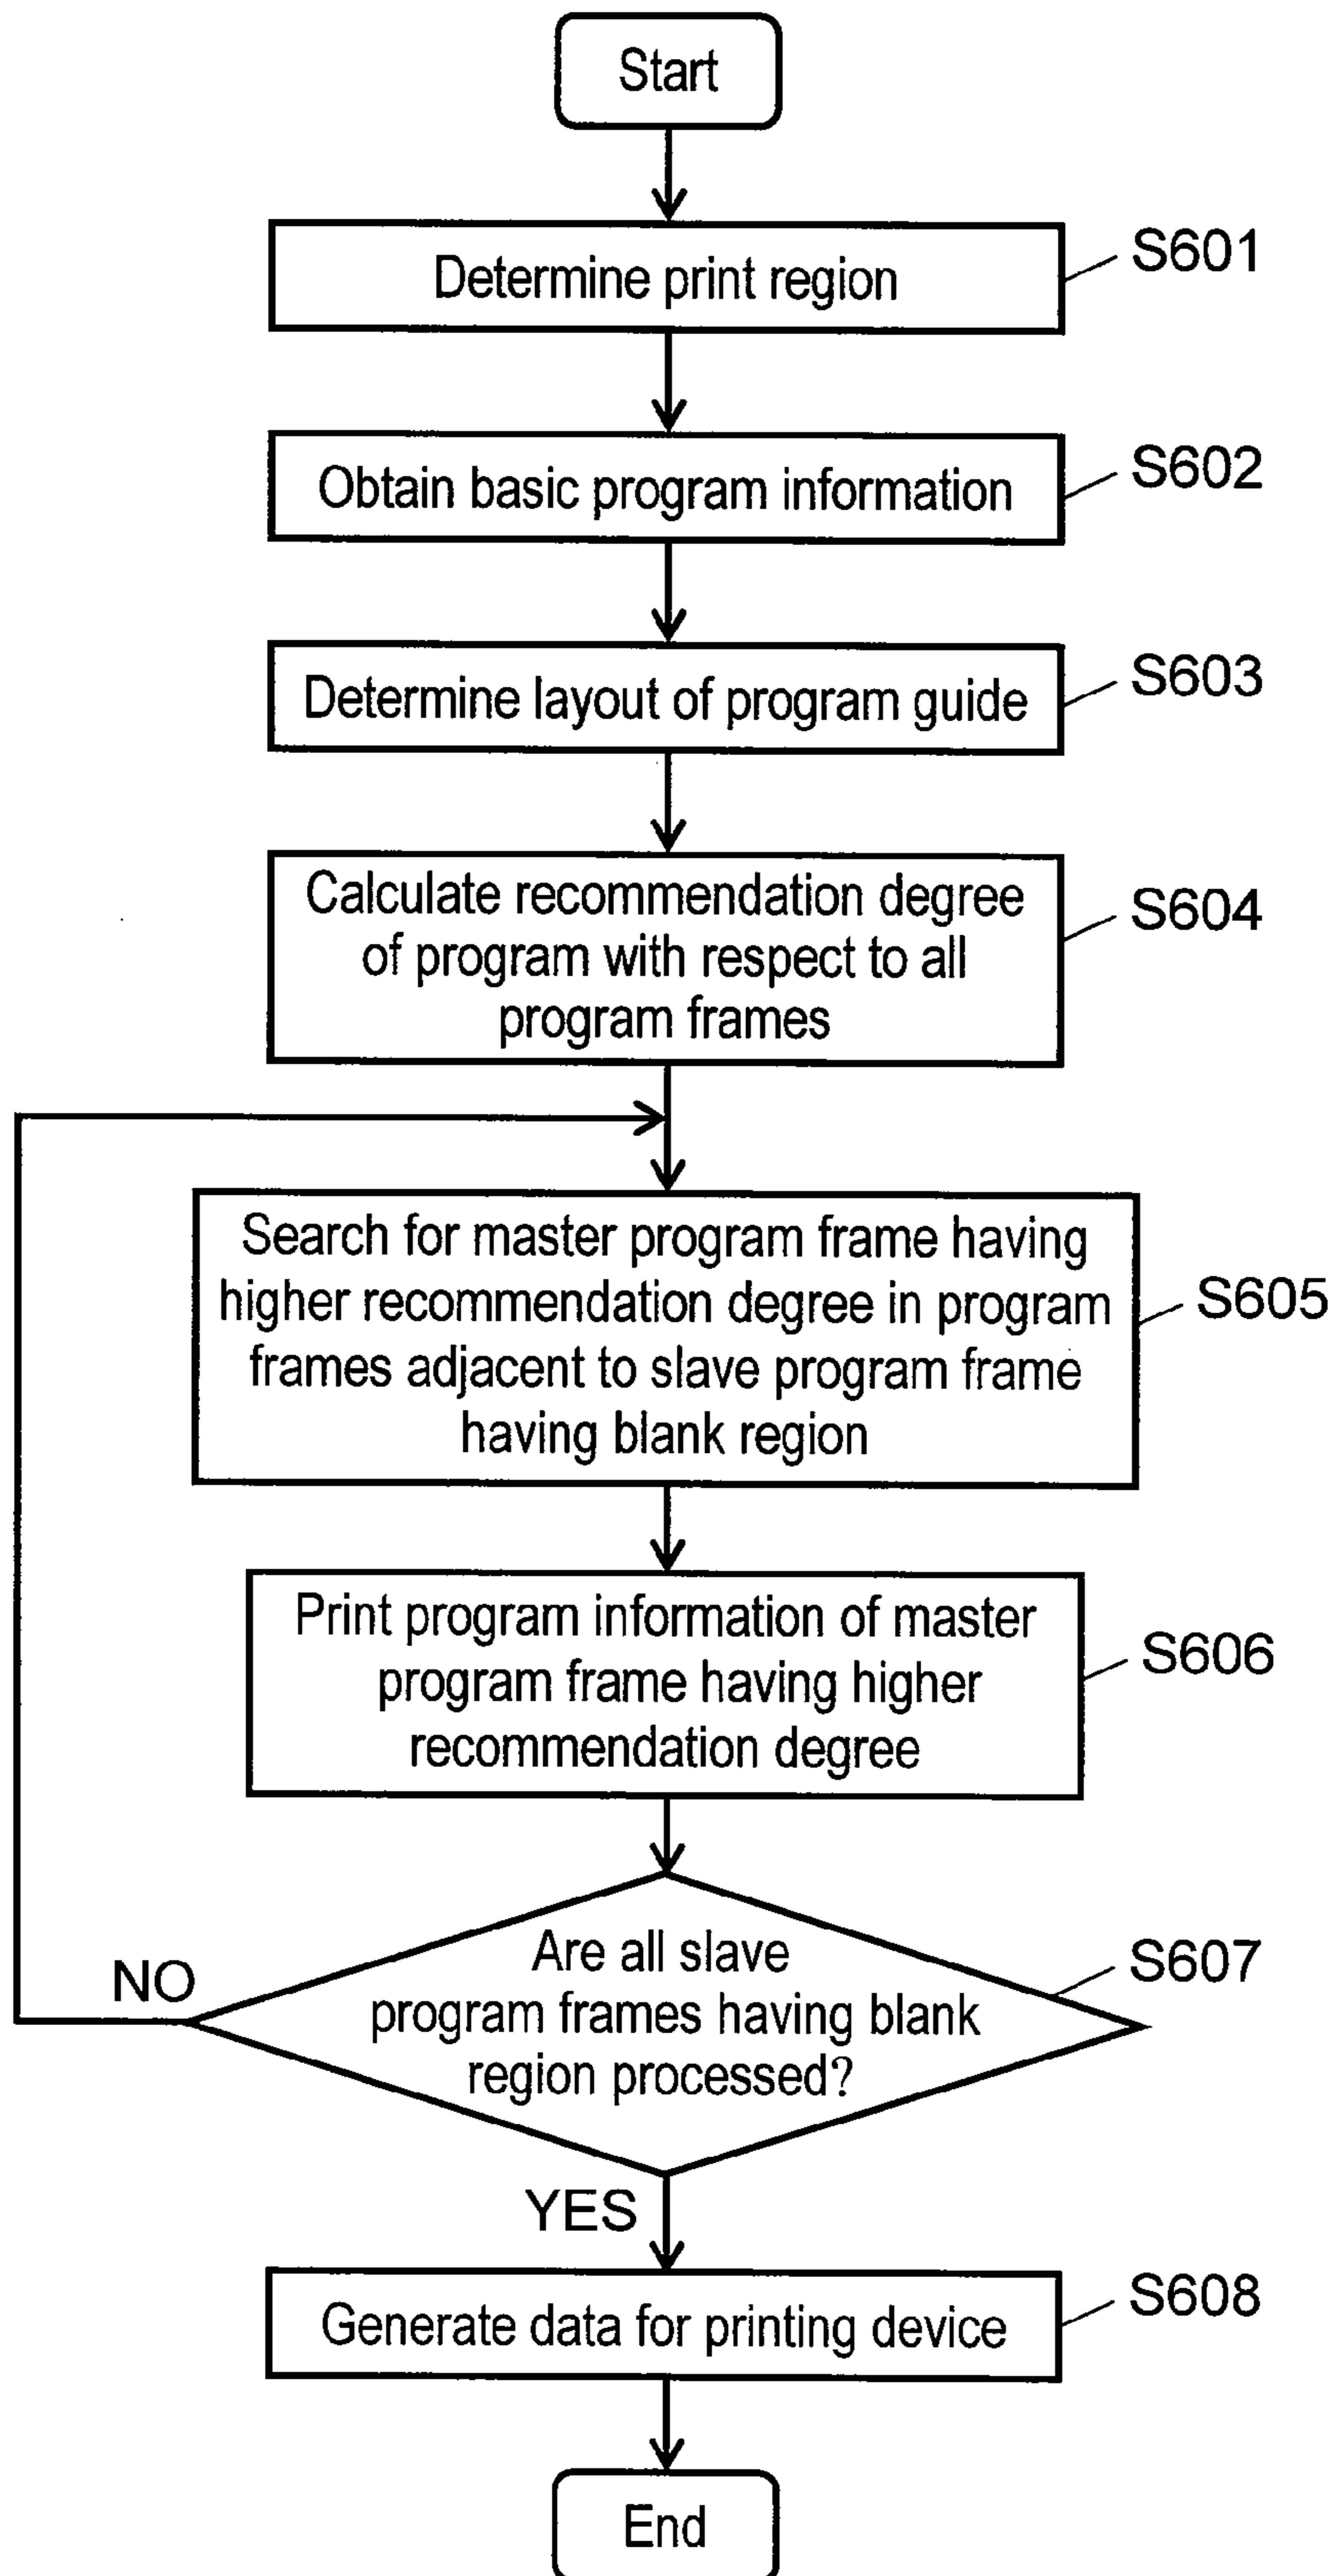 Start
Determine print region
S601
Obtain basic program information
S602
Determine layout of program guide
S603
Calculate recommendation degree
of program with respect to all
program frames
S604
Search for master program frame having
higher recommendation degree in program
frames adjacent to slave program frame
having blank region
S605
Print program information of master
program frame having higher
recommendation degree
S606
Are all slave
program frames having blank
region processed?
S607
NO
YES
Generate data for printing device
S608
End